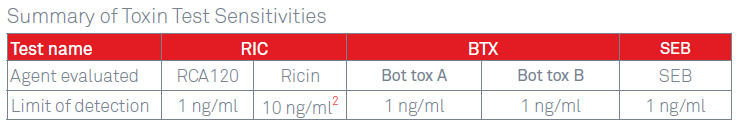 Summary of Toxin Test Sensitivities
Test name RIC BTX SEB
Agent evaluated RCA120 Ricin Bot tox A Bot tox B SEB
Limit of detection 1 ng/ml 10 ng/ml² 1 ng/ml 1 ng/ml 1 ng/ml